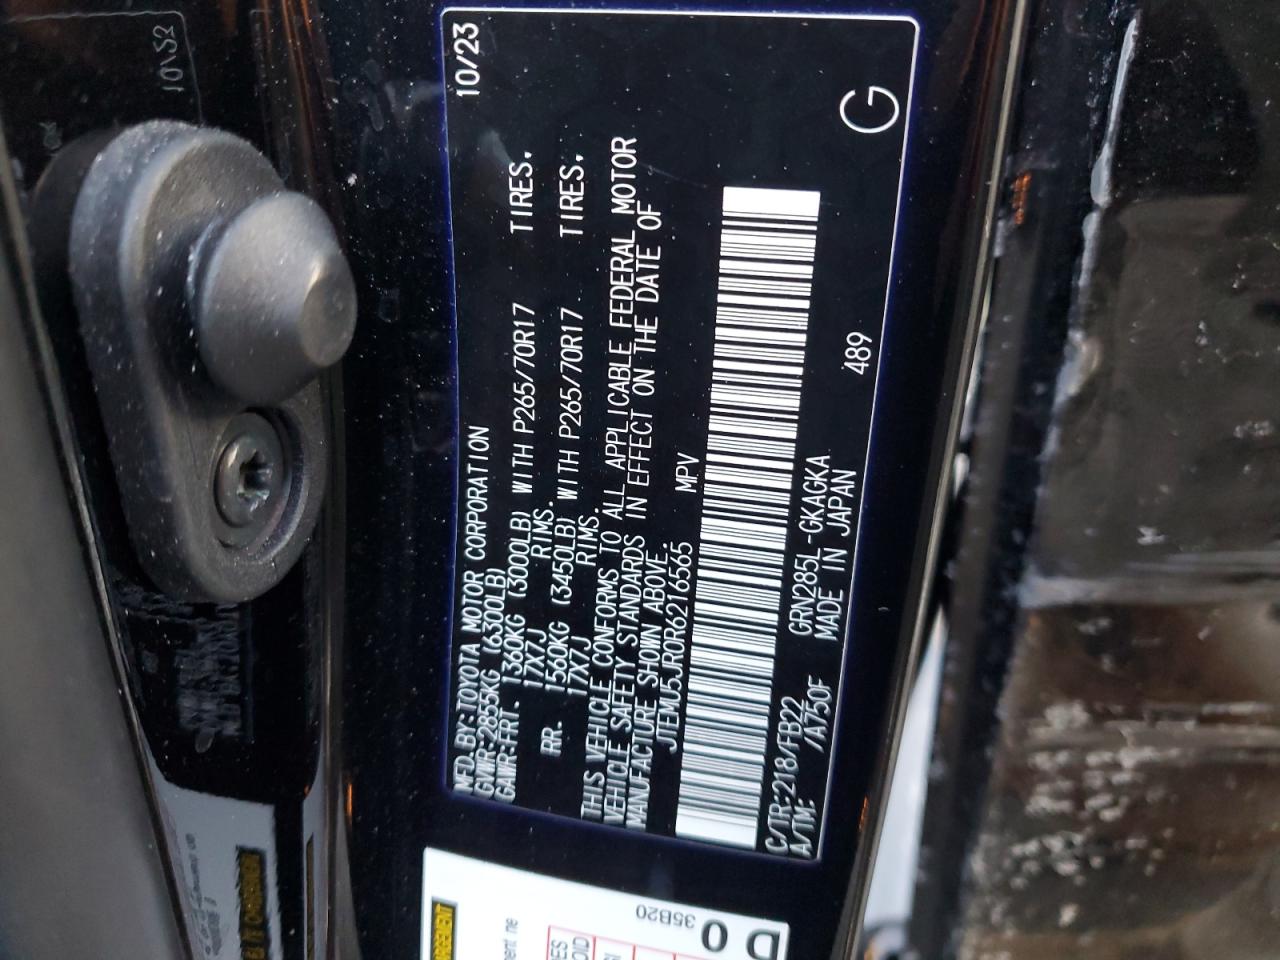 MFD.BY:TOYOTA MOTOR CORPORATION 10/23
GVWR:2855KG (6300LB)
GAWR:FRT. 1360KG (3000LB) WITH P265/70R17 TIRES.
17X7J RIMS.
RR. 1560KG (3450LB) WITH P265/70R17 TIRES.
17X7J RIMS.
THIS VEHICLE CONFORMS TO ALL APPLICABLE FEDERAL MOTOR
VEHICLE SAFETY STANDARDS IN EFFECT ON THE DATE OF
MANUFACTURE SHOWN ABOVE.
JTEMU5JR0R6216565 MPV
C/TR:218/FB22 GRN285L-GKAGKA 489 G
A/TM: /A750F MADE IN JAPAN
35B20